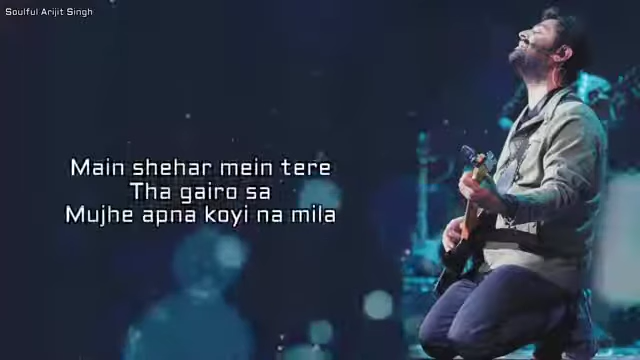 Soulful Arijit Singh
Main shehar mein tere
Tha gairo sa
Mujhe apna koyi na mila